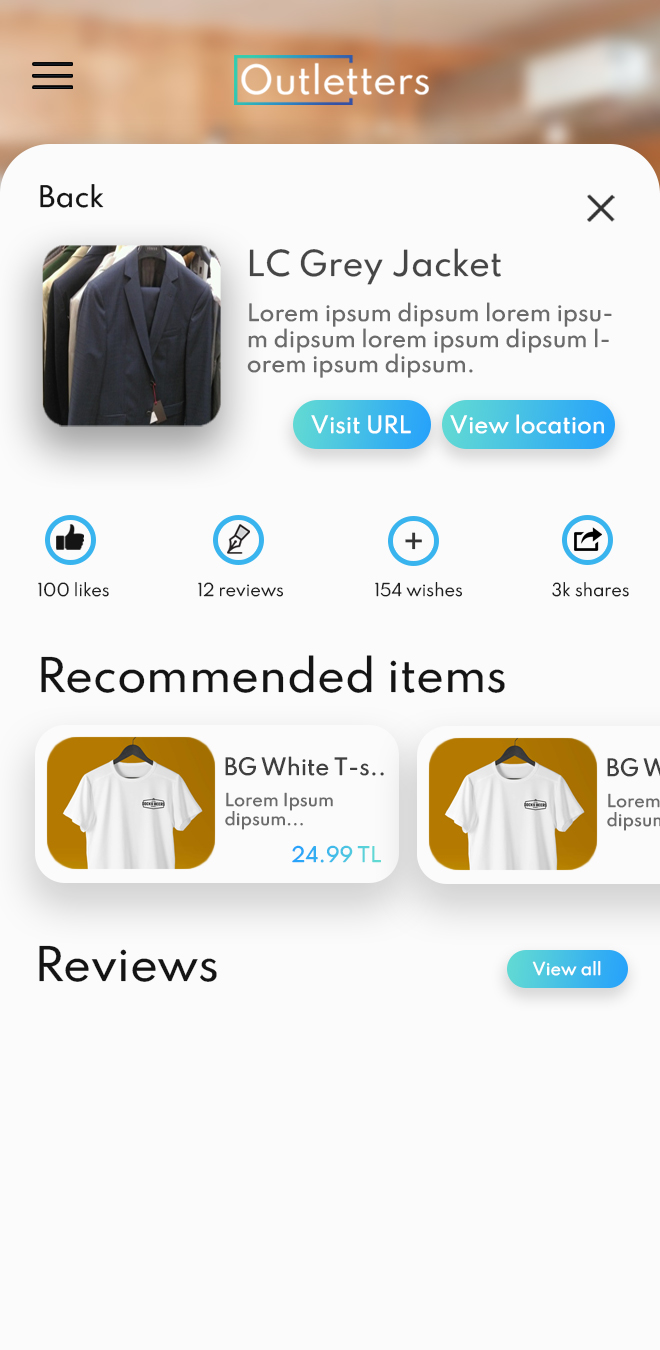 Outletters
Back
LC Grey Jacket
Lorem ipsum dipsum lorem ipsu-
m dipsum lorem ipsum dipsum l-
orem ipsum dipsum.
Visit URL
View location
100 likes
12 reviews
154 wishes
3k shares
Recommended items
BG White T-s..
Lorem Ipsum
dipsum...
24.99 TL
BG W
Lorem
dipsum
Reviews
View all